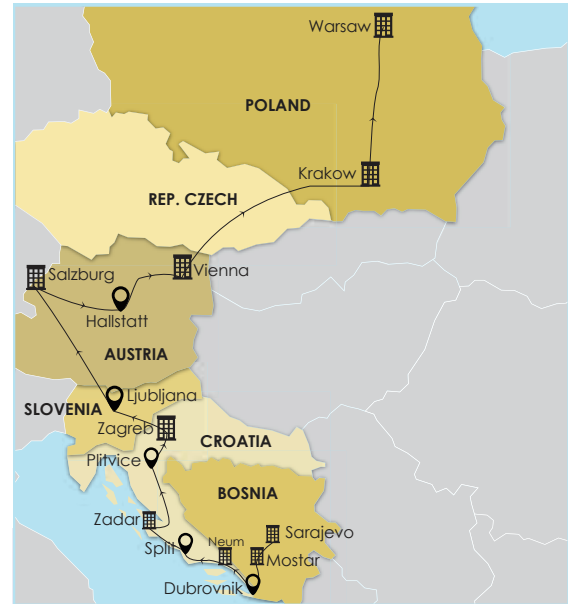 Warsaw
POLAND
Krakow
REP. CZECH
Vienna
Salzburg
Hallstatt
AUSTRIA
Ljubljana
SLOVENIA
Zagreb
CROATIA
Plitvice
BOSNIA
Zadar
Sarajevo
Split
Neum
Mostar
Dubrovnik